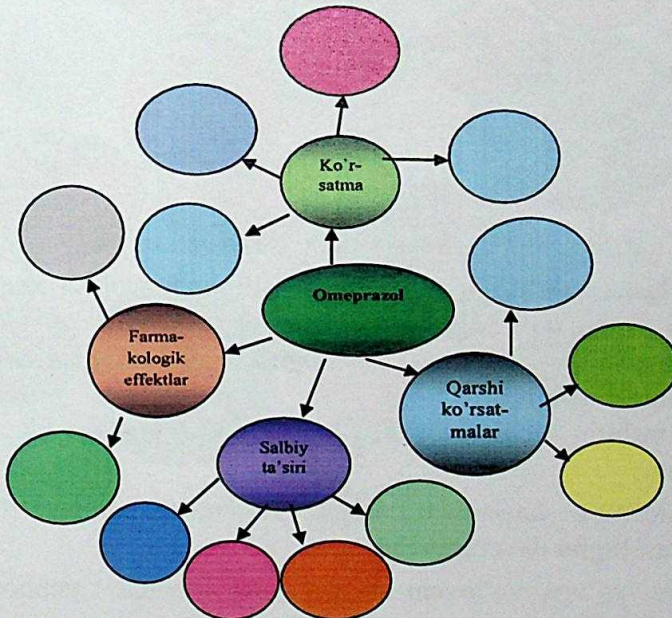 Ko`r-
satma
Omeprazol
Farma-
kologik
effektlar
Qarshi
ko'rsat-
malar
Salbiy
ta'siri